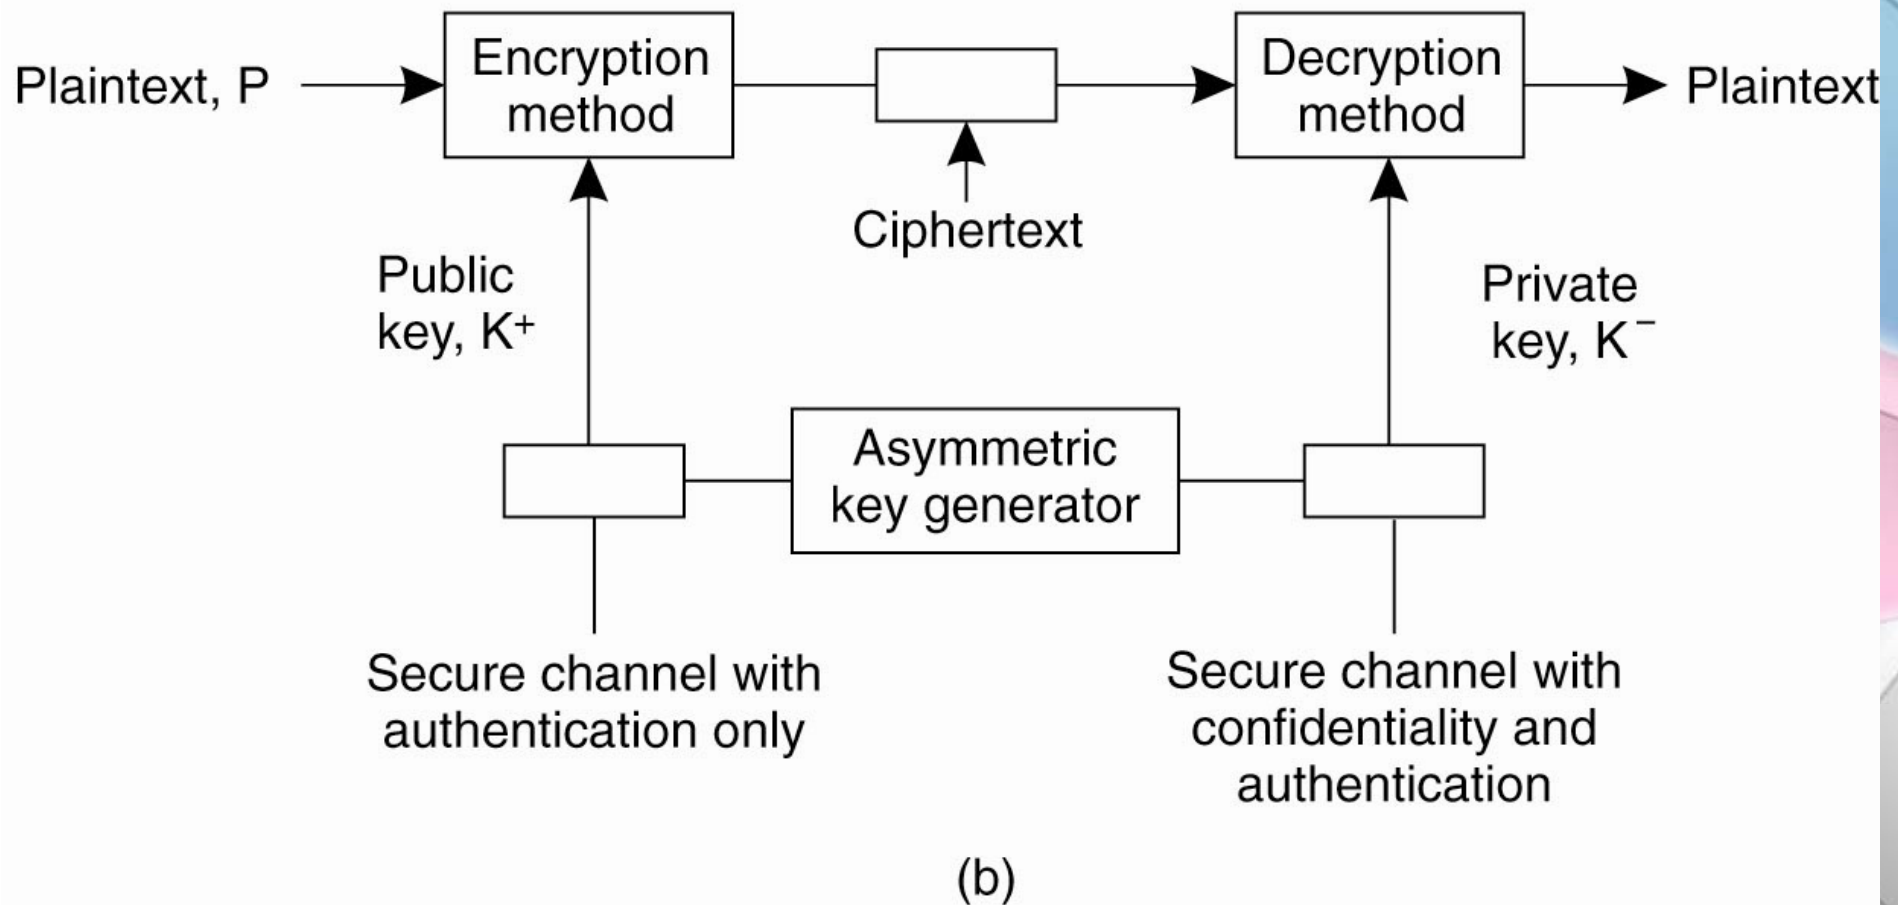 Plaintext, P
Encryption
method
Decryption
method
Plaintext
Ciphertext
Public
key, K⁺
Private
key, K⁻
Asymmetric
key generator
Secure channel with
authentication only
Secure channel with
confidentiality and
authentication
(b)